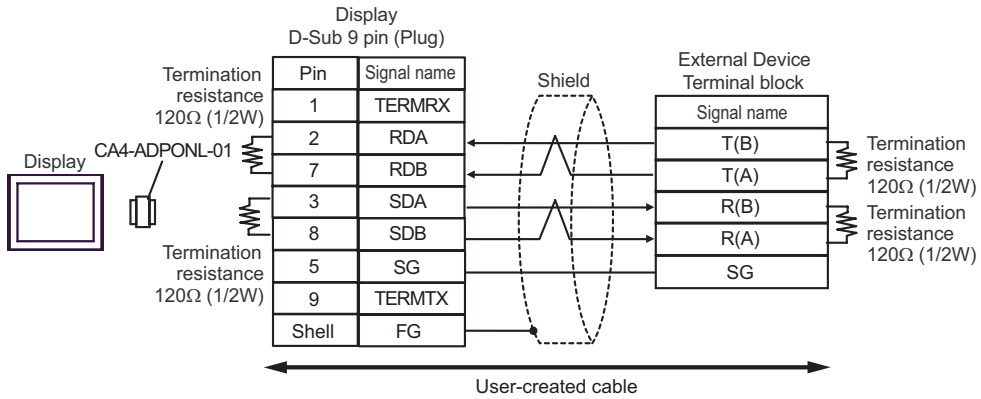 Display
D-Sub 9 pin (Plug)
Termination
resistance
120Ω (1/2W)
Pin Signal name
1 TERMRX
2 RDA
7 RDB
3 SDA
8 SDB
5 SG
9 TERMTX
Shell FG
Display
CA4-ADPONL-01
Termination
resistance
120Ω (1/2W)
Shield
External Device
Terminal block
Signal name
T(B)
T(A)
R(B)
R(A)
SG
Termination
resistance
120Ω (1/2W)
Termination
resistance
120Ω (1/2W)
User-created cable